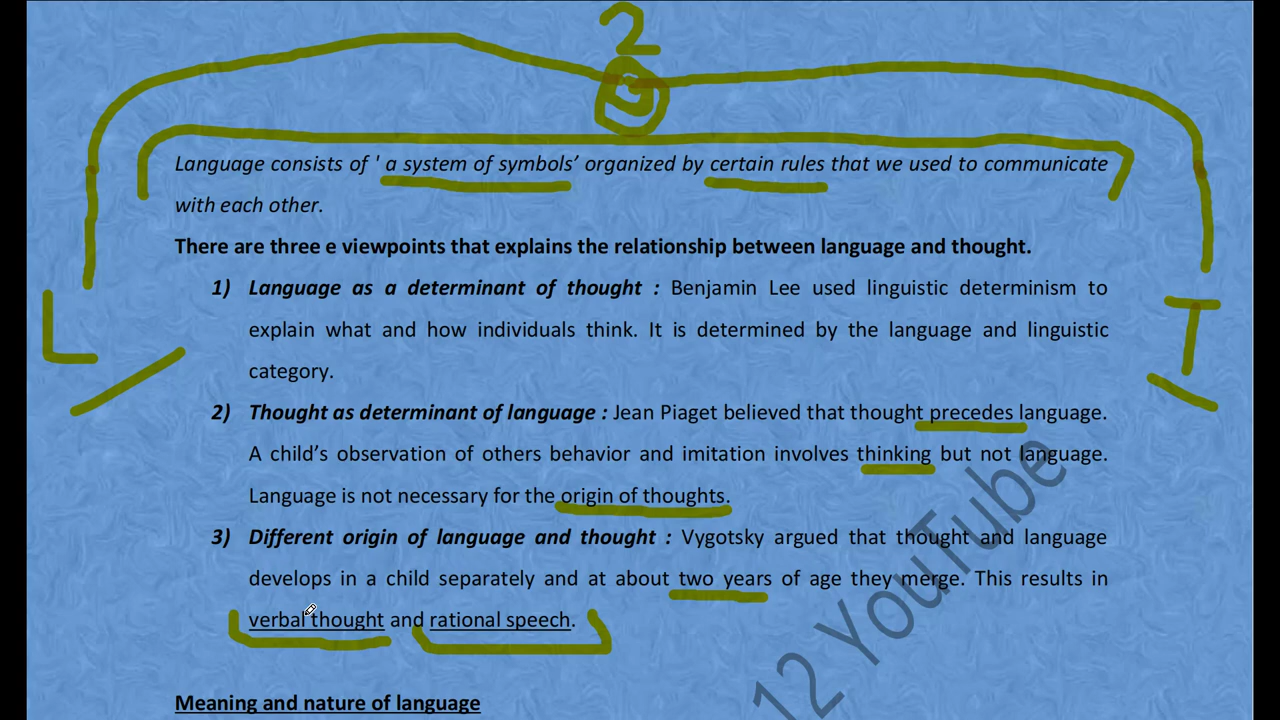 2
Language consists of ' a system of symbols’ organized by certain rules that we used to communicate
with each other.
There are three e viewpoints that explains the relationship between language and thought.
1) Language as a determinant of thought : Benjamin Lee used linguistic determinism to
explain what and how individuals think. It is determined by the language and linguistic
category.
L
T
2) Thought as determinant of language : Jean Piaget believed that thought precedes language.
A child’s observation of others behavior and imitation involves thinking but not language.
Language is not necessary for the origin of thoughts.
3) Different origin of language and thought : Vygotsky argued that thought and language
develops in a child separately and at about two years of age they merge. This results in
verbal thought and rational speech.
12 YouTube
Meaning and nature of language